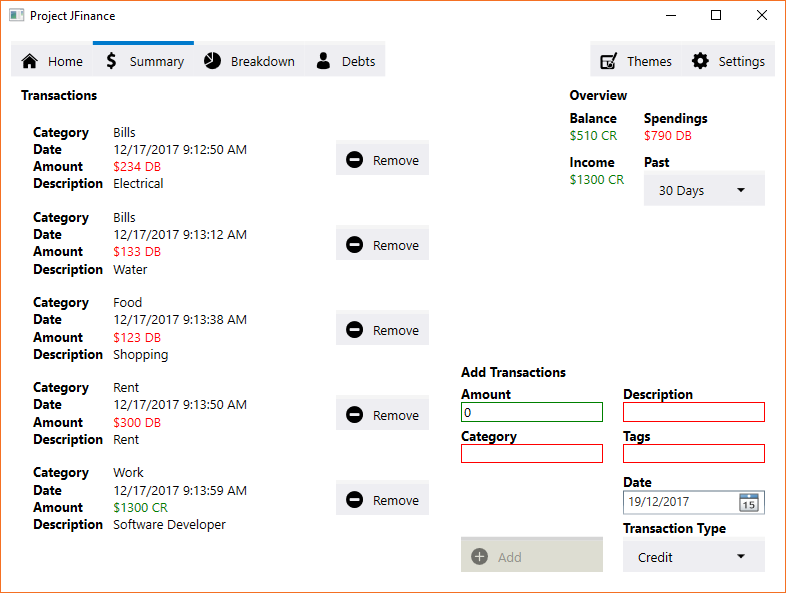 Project JFinance
Home Summary Breakdown Debts Themes Settings
Transactions
Category Bills
Date 12/17/2017 9:12:50 AM
Amount $234 DB
Description Electrical
Remove
Category Bills
Date 12/17/2017 9:13:12 AM
Amount $133 DB
Description Water
Remove
Category Food
Date 12/17/2017 9:13:38 AM
Amount $123 DB
Description Shopping
Remove
Category Rent
Date 12/17/2017 9:13:50 AM
Amount $300 DB
Description Rent
Remove
Category Work
Date 12/17/2017 9:13:59 AM
Amount $1300 CR
Description Software Developer
Remove
Overview
Balance Spendings
$510 CR $790 DB
Income Past
$1300 CR 30 Days
Add Transactions
Amount Description
0
Category Tags
Date
19/12/2017 15
Transaction Type
Add Credit